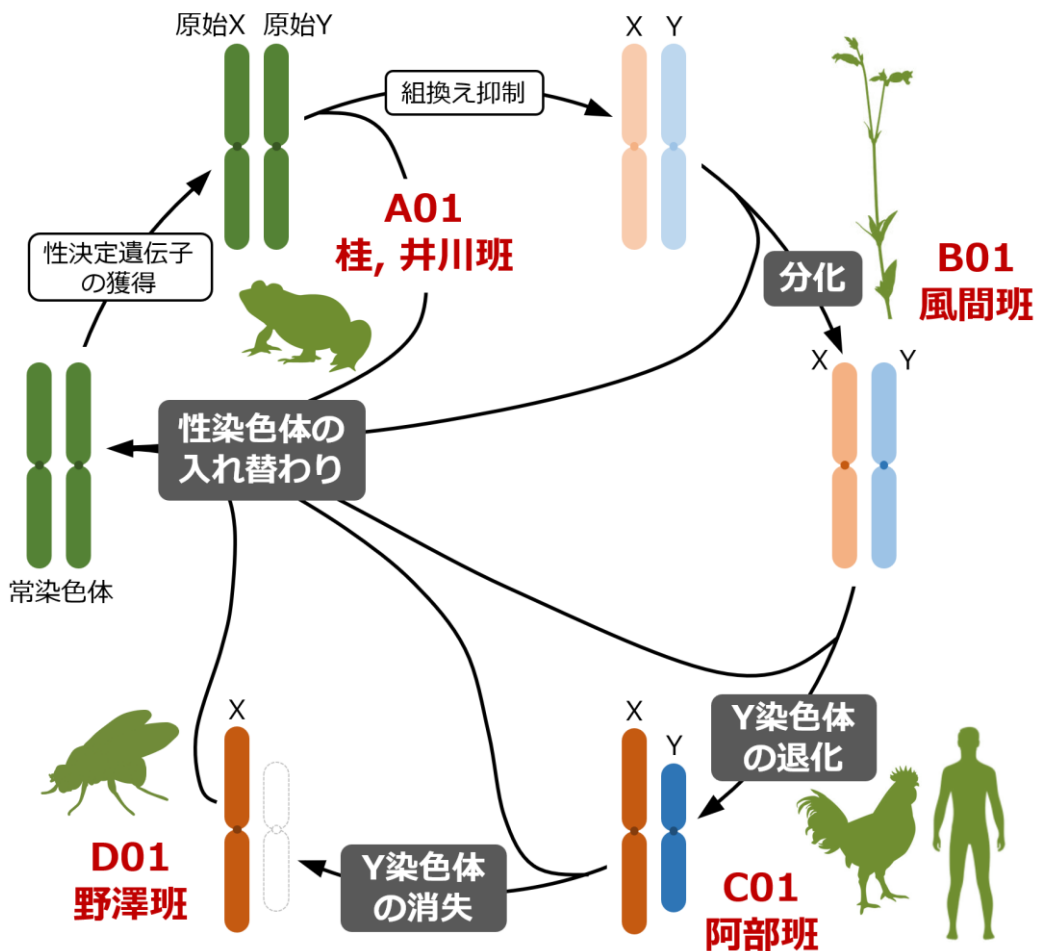 原始X 原始Y
組換え抑制
X Y
A01
桂, 井川班
性決定遺伝子
の獲得
分化
B01
風間班
X Y
性染色体の
入れ替わり
常染色体
Y染色体
の退化
X
Y
C01
阿部班
Y染色体
の消失
X
D01
野澤班